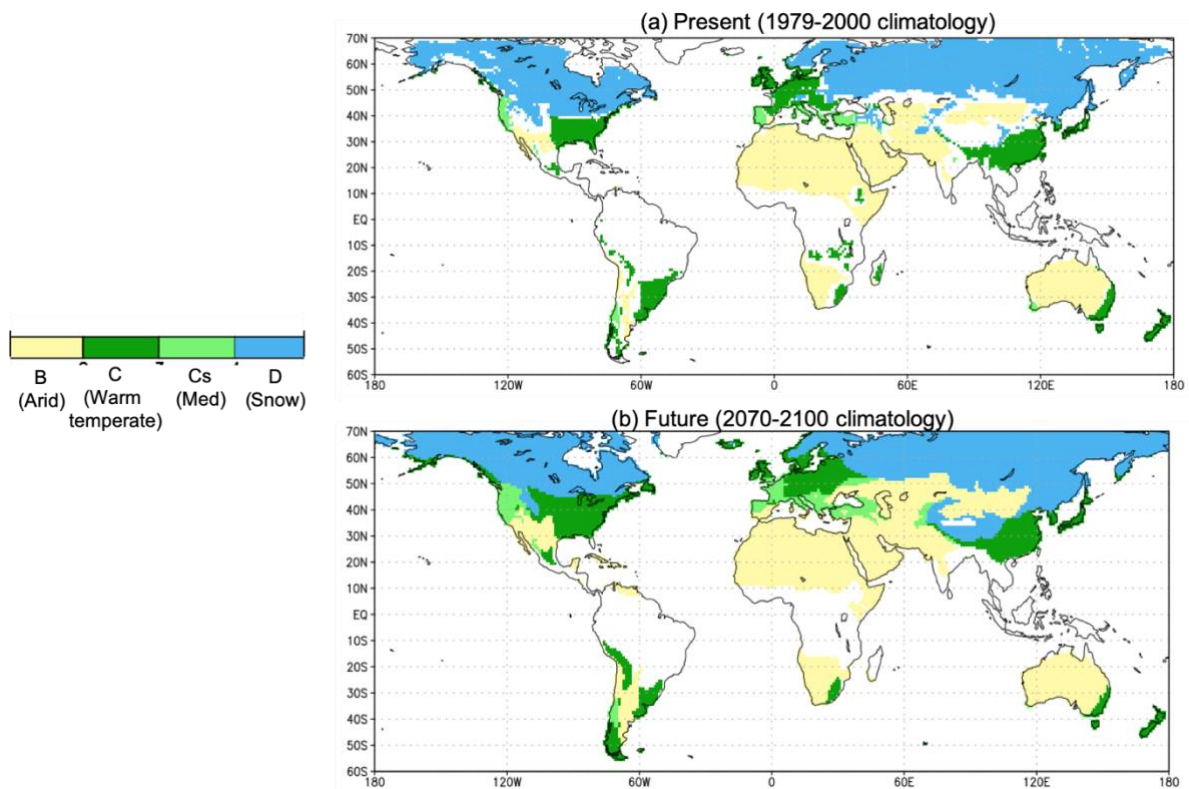 (a) Present (1979-2000 climatology)
70N
60N
50N
40N
30N
20N
10N
EQ
10S
20S
30S
40S
50S
60S
180 120W 60W 0 60E 120E 180
B C Cs D
(Arid) (Warm (Med) (Snow)
temperate)
(b) Future (2070-2100 climatology)
70N
60N
50N
40N
30N
20N
10N
EQ
10S
20S
30S
40S
50S
60S
180 120W 60W 0 60E 120E 180